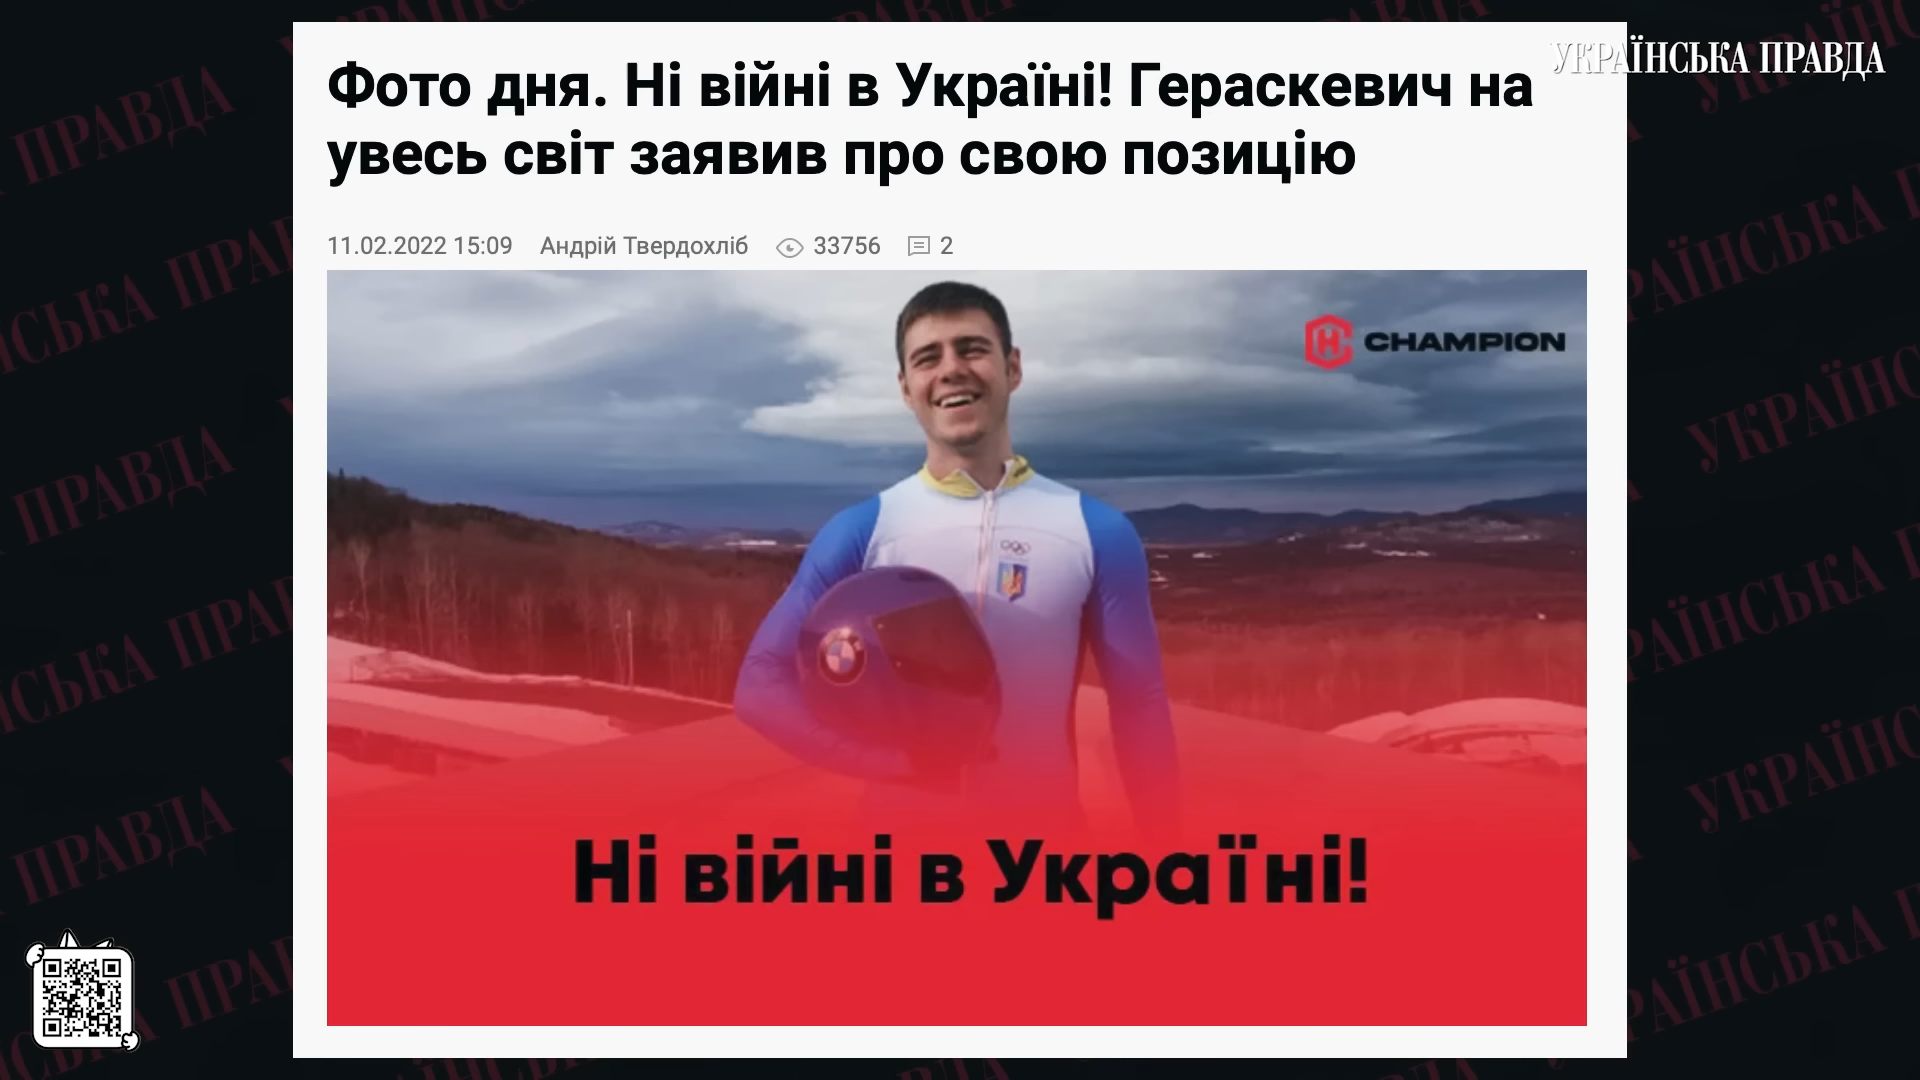 УКРАЇНСЬКА ПРАВДА
Фото дня. Ні війні в Україні! Гераскевич на
увесь світ заявив про свою позицію
11.02.2022 15:09 Андрій Твердохліб 33756 2
CHAMPION
Ні війні в Україні!